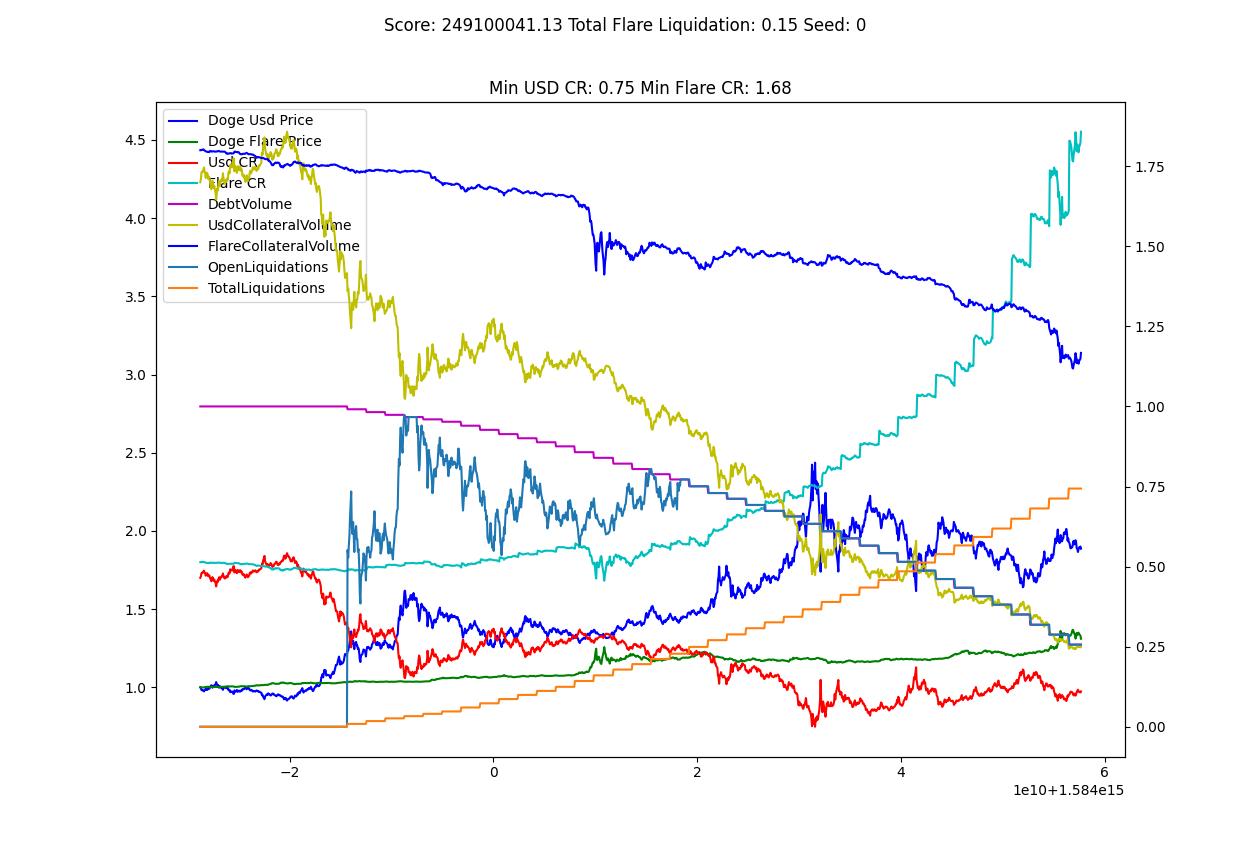 Score: 249100041.13 Total Flare Liquidation: 0.15 Seed: 0
Min USD CR: 0.75 Min Flare CR: 1.68
Doge Usd Price
Doge Flare Price
Usd CR
Flare CR
DebtVolume
UsdCollateralVolume
FlareCollateralVolume
OpenLiquidations
TotalLiquidations
4.5
4.0
3.5
3.0
2.5
2.0
1.5
1.0
1.75
1.50
1.25
1.00
0.75
0.50
0.25
0.00
−2
0
2
4
6
1e10+1.584e15